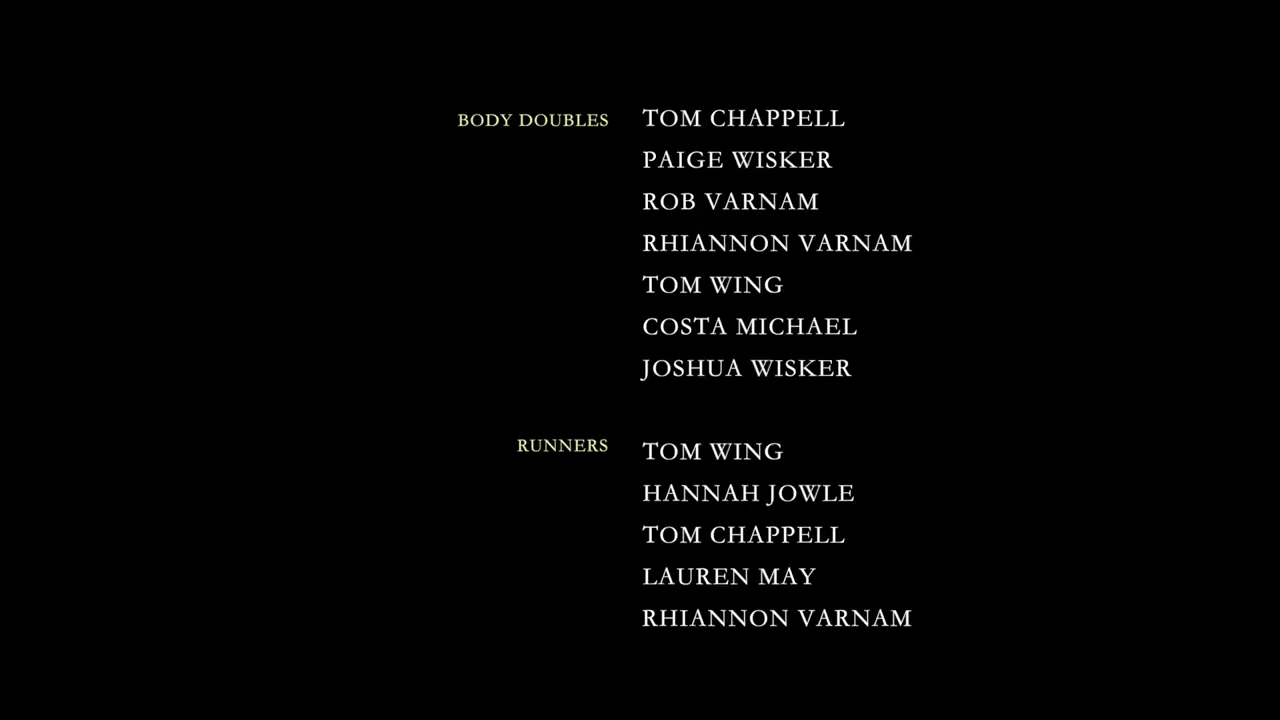 BODY DOUBLES TOM CHAPPELL
PAIGE WISKER
ROB VARNAM
RHIANNON VARNAM
TOM WING
COSTA MICHAEL
JOSHUA WISKER
RUNNERS TOM WING
HANNAH JOWLE
TOM CHAPPELL
LAUREN MAY
RHIANNON VARNAM